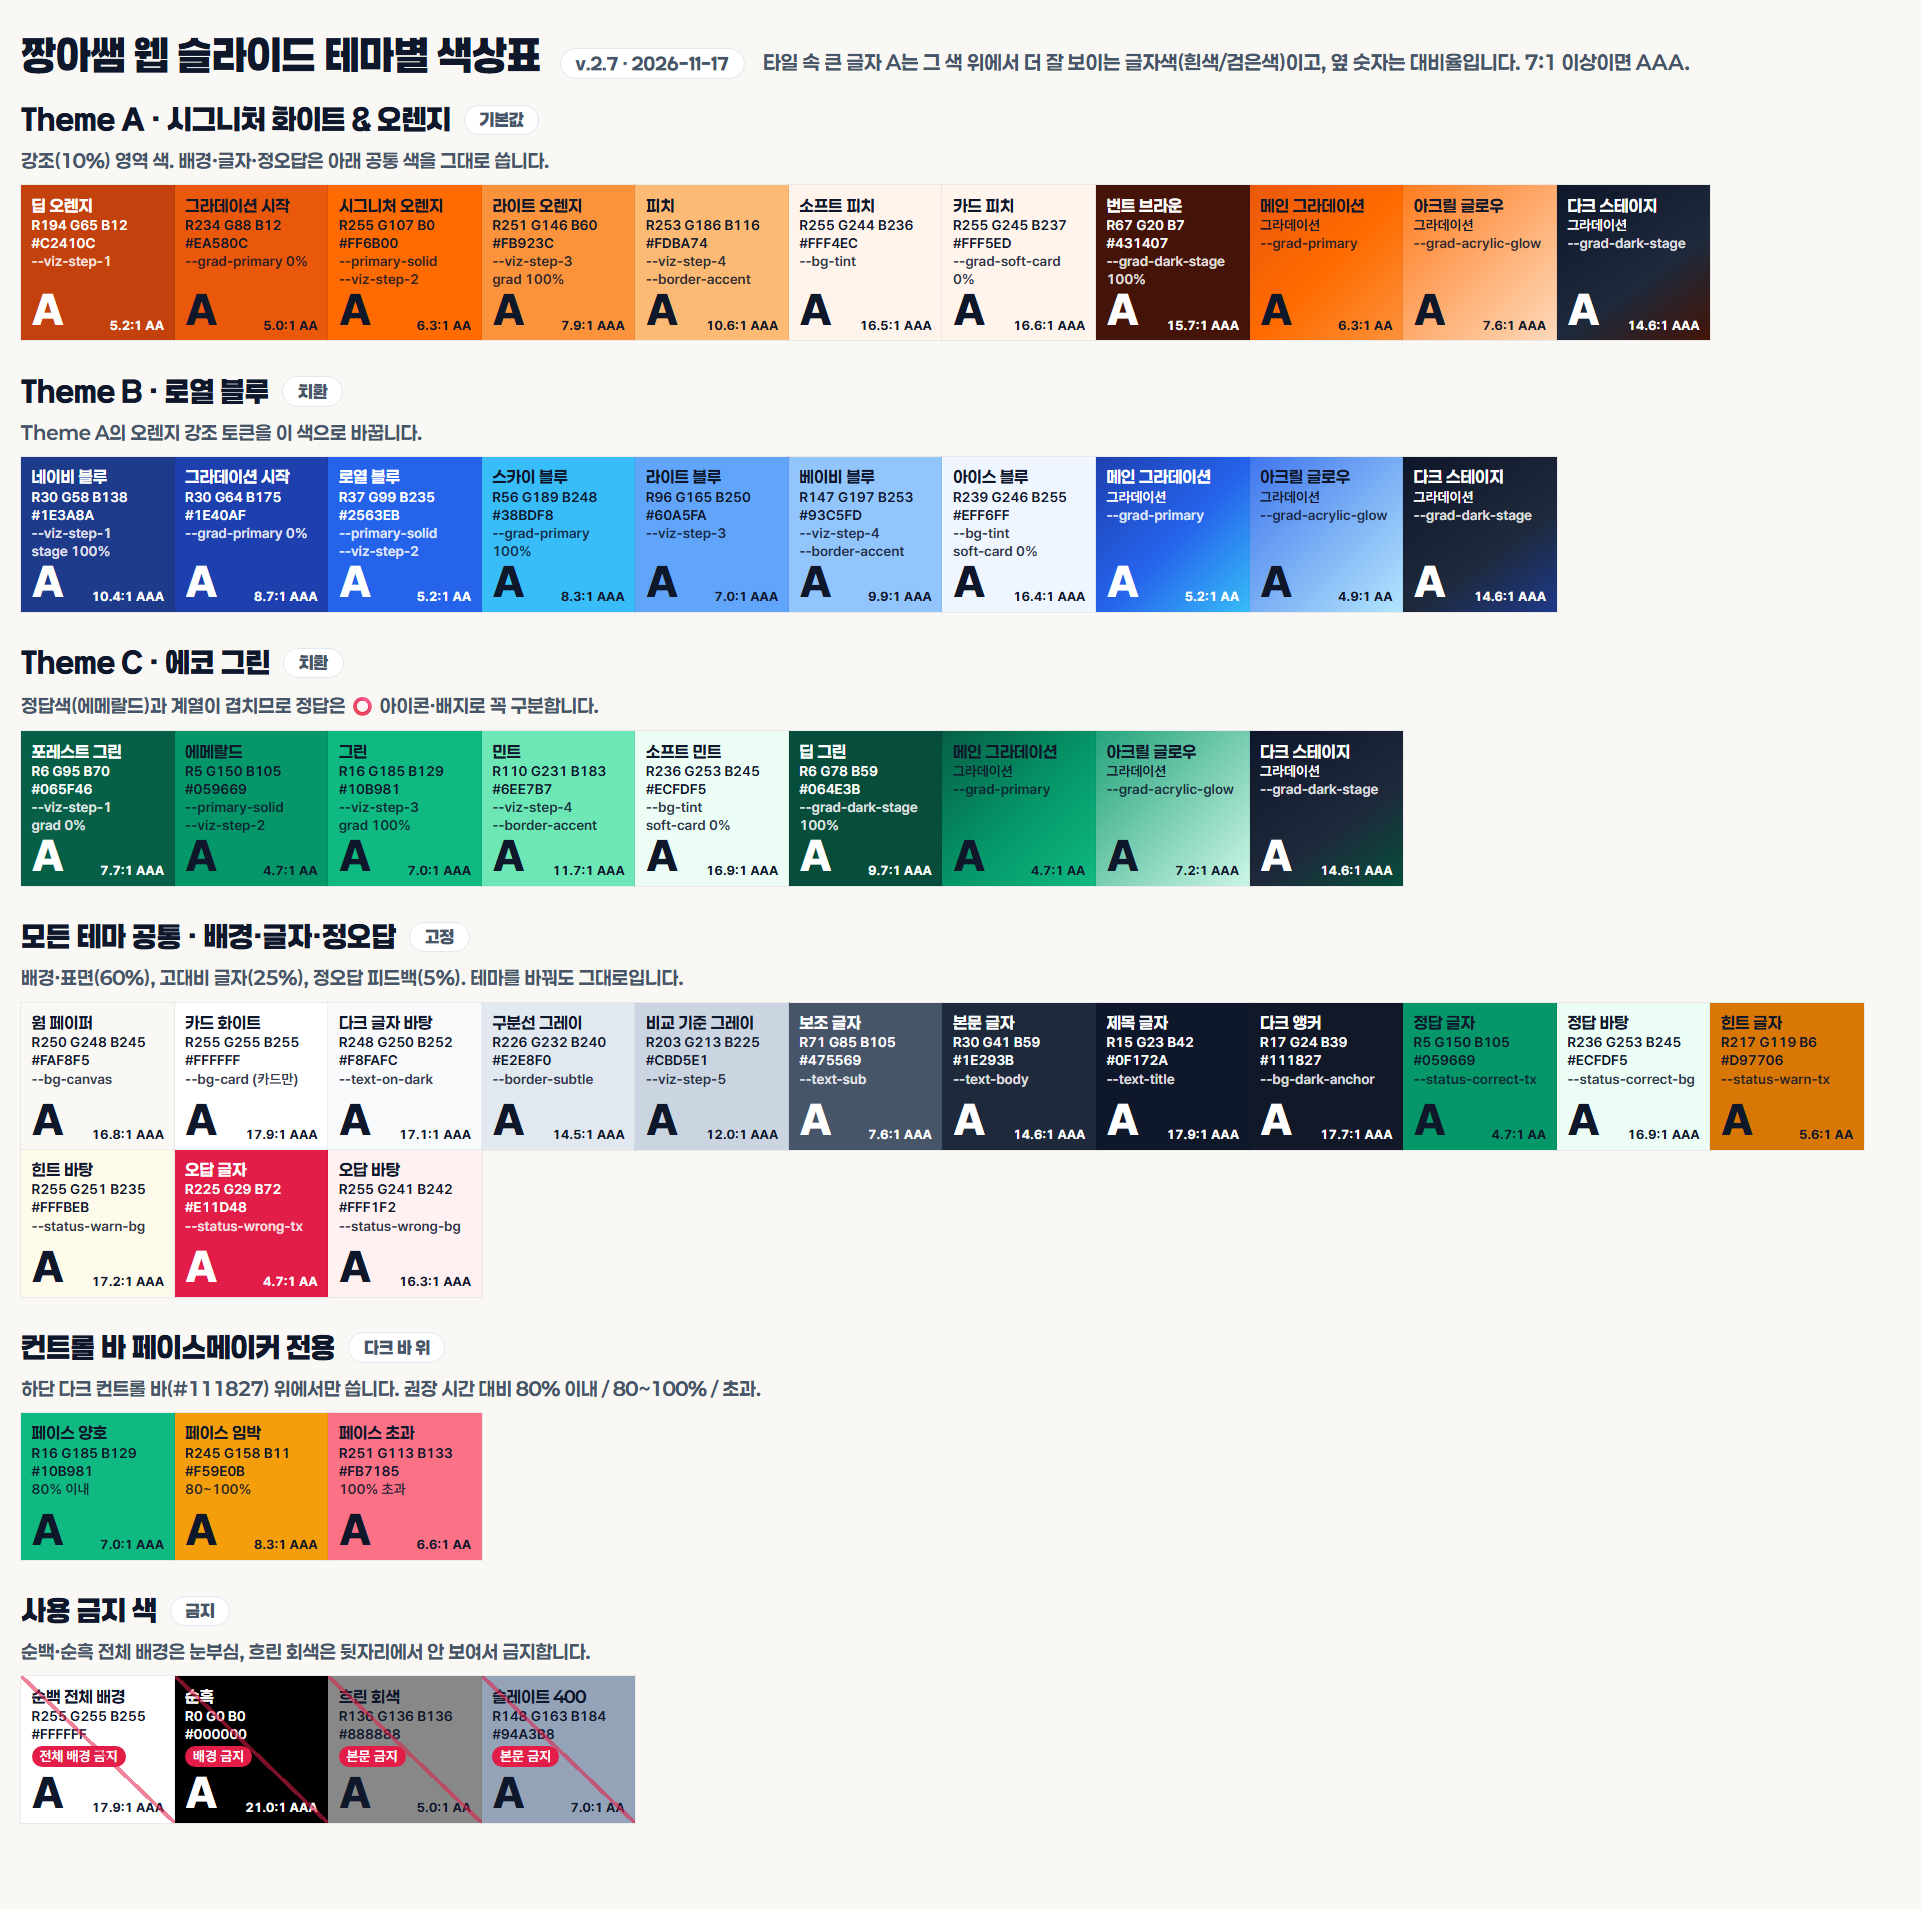 짱아쌤 웹 슬라이드 테마별 색상표
v.2.7 · 2026-11-17
타일 속 큰 글자 A는 그 색 위에서 더 잘 보이는 글자색(흰색/검은색)이고, 옆 숫자는 대비율입니다. 7:1 이상이면 AAA.
Theme A · 시그니처 화이트 & 오렌지
기본값
강조(10%) 영역 색. 배경·글자·정오답은 아래 공통 색을 그대로 씁니다.
딥 오렌지
R194 G65 B12
#C2410C
--viz-step-1
A
5.2:1 AA
그라데이션 시작
R234 G88 B12
#EA580C
--grad-primary 0%
A
5.0:1 AA
시그니처 오렌지
R255 G107 B0
#FF6B00
--primary-solid
--viz-step-2
A
6.3:1 AA
라이트 오렌지
R251 G146 B60
#FB923C
--viz-step-3
grad 100%
A
7.9:1 AAA
피치
R253 G186 B116
#FDBA74
--viz-step-4
--border-accent
A
10.6:1 AAA
소프트 피치
R255 G244 B236
#FFF4EC
--bg-tint
A
16.5:1 AAA
카드 피치
R255 G245 B237
#FFF5ED
--grad-soft-card
0%
A
16.6:1 AAA
번트 브라운
R67 G20 B7
#431407
--grad-dark-stage
100%
A
15.7:1 AAA
메인 그라데이션
그라데이션
--grad-primary
A
6.3:1 AA
아크릴 글로우
그라데이션
--grad-acrylic-glow
A
7.6:1 AAA
다크 스테이지
그라데이션
--grad-dark-stage
A
14.6:1 AAA
Theme B · 로열 블루
치환
Theme A의 오렌지 강조 토큰을 이 색으로 바꿉니다.
네이비 블루
R30 G58 B138
#1E3A8A
--viz-step-1
stage 100%
A
10.4:1 AAA
그라데이션 시작
R30 G64 B175
#1E40AF
--grad-primary 0%
A
8.7:1 AAA
로열 블루
R37 G99 B235
#2563EB
--primary-solid
--viz-step-2
A
5.2:1 AA
스카이 블루
R56 G189 B248
#38BDF8
--grad-primary
100%
A
8.3:1 AAA
라이트 블루
R96 G165 B250
#60A5FA
--viz-step-3
A
7.0:1 AAA
베이비 블루
R147 G197 B253
#93C5FD
--viz-step-4
--border-accent
A
9.9:1 AAA
아이스 블루
R239 G246 B255
#EFF6FF
--bg-tint
soft-card 0%
A
16.4:1 AAA
메인 그라데이션
그라데이션
--grad-primary
A
5.2:1 AA
아크릴 글로우
그라데이션
--grad-acrylic-glow
A
4.9:1 AA
다크 스테이지
그라데이션
--grad-dark-stage
A
14.6:1 AAA
Theme C · 에코 그린
치환
정답색(에메랄드)과 계열이 겹치므로 정답은 ⭕ 아이콘·배지로 꼭 구분합니다.
포레스트 그린
R6 G95 B70
#065F46
--viz-step-1
grad 0%
A
7.7:1 AAA
에메랄드
R5 G150 B105
#059669
--primary-solid
--viz-step-2
A
4.7:1 AA
그린
R16 G185 B129
#10B981
--viz-step-3
grad 100%
A
7.0:1 AAA
민트
R110 G231 B183
#6EE7B7
--viz-step-4
--border-accent
A
11.7:1 AAA
소프트 민트
R236 G253 B245
#ECFDF5
--bg-tint
soft-card 0%
A
16.9:1 AAA
딥 그린
R6 G78 B59
#064E3B
--grad-dark-stage
100%
A
9.7:1 AAA
메인 그라데이션
그라데이션
--grad-primary
A
4.7:1 AA
아크릴 글로우
그라데이션
--grad-acrylic-glow
A
7.2:1 AAA
다크 스테이지
그라데이션
--grad-dark-stage
A
14.6:1 AAA
모든 테마 공통 · 배경·글자·정오답
고정
배경·표면(60%), 고대비 글자(25%), 정오답 피드백(5%). 테마를 바꿔도 그대로입니다.
웜 페이퍼
R250 G248 B245
#FAF8F5
--bg-canvas
A
16.8:1 AAA
카드 화이트
R255 G255 B255
#FFFFFF
--bg-card (카드만)
A
17.9:1 AAA
다크 글자 바탕
R248 G250 B252
#F8FAFC
--text-on-dark
A
17.1:1 AAA
구분선 그레이
R226 G232 B240
#E2E8F0
--border-subtle
A
14.5:1 AAA
비교 기준 그레이
R203 G213 B225
#CBD5E1
--viz-step-5
A
12.0:1 AAA
보조 글자
R71 G85 B105
#475569
--text-sub
A
7.6:1 AAA
본문 글자
R30 G41 B59
#1E293B
--text-body
A
14.6:1 AAA
제목 글자
R15 G23 B42
#0F172A
--text-title
A
17.9:1 AAA
다크 앵커
R17 G24 B39
#111827
--bg-dark-anchor
A
17.7:1 AAA
정답 글자
R5 G150 B105
#059669
--status-correct-tx
A
4.7:1 AA
정답 바탕
R236 G253 B245
#ECFDF5
--status-correct-bg
A
16.9:1 AAA
힌트 글자
R217 G119 B6
#D97706
--status-warn-tx
A
5.6:1 AA
힌트 바탕
R255 G251 B235
#FFFBEB
--status-warn-bg
A
17.2:1 AAA
오답 글자
R225 G29 B72
#E11D48
--status-wrong-tx
A
4.7:1 AA
오답 바탕
R255 G241 B242
#FFF1F2
--status-wrong-bg
A
16.3:1 AAA
컨트롤 바 페이스메이커 전용
다크 바 위
하단 다크 컨트롤 바(#111827) 위에서만 씁니다. 권장 시간 대비 80% 이내 / 80~100% / 초과.
페이스 양호
R16 G185 B129
#10B981
80% 이내
A
7.0:1 AAA
페이스 임박
R245 G158 B11
#F59E0B
80~100%
A
8.3:1 AAA
페이스 초과
R251 G113 B133
#FB7185
100% 초과
A
6.6:1 AA
사용 금지 색
금지
순백·순흑 전체 배경은 눈부심, 흐린 회색은 뒷자리에서 안 보여서 금지합니다.
순백 전체 배경
R255 G255 B255
#FFFFFF
전체 배경 금지
A
17.9:1 AAA
순흑
R0 G0 B0
#000000
배경 금지
A
21.0:1 AAA
흐린 회색
R136 G136 B136
#888888
본문 금지
A
5.0:1 AA
슬레이트 400
R148 G163 B184
#94A3B8
본문 금지
A
7.0:1 AA